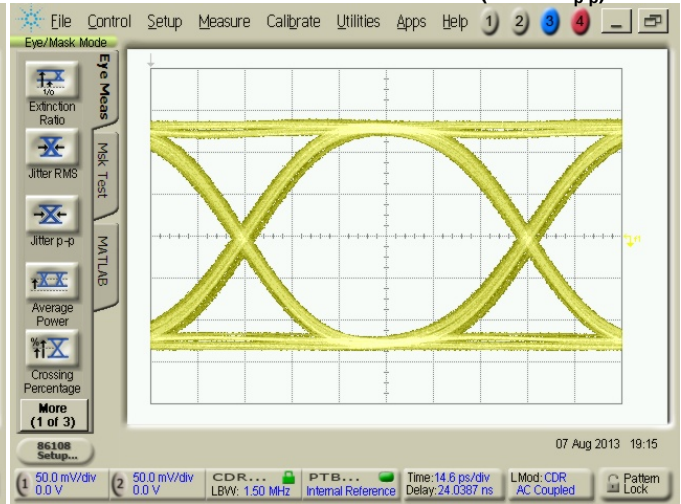 File Control Setup Measure Calibrate Utilities Apps Help 1 2 3 4
Eye/Mask Mode
Eye Meas
Msk Test
MATLAB
1/0
Extinction
Ratio
Jitter RMS
Jitter p-p
Average
Power
%
Crossing
Percentage
More
(1 of 3)
86108
Setup...
07 Aug 2013 19:15
1 50.0 mV/div
0.0 V
2 50.0 mV/div
0.0 V
CDR...
LBW: 1.50 MHz
PTB...
Internal Reference
Time:14.6 ps/div
Delay:24.0387 ns
LMod:CDR
AC Coupled
Pattern
Lock